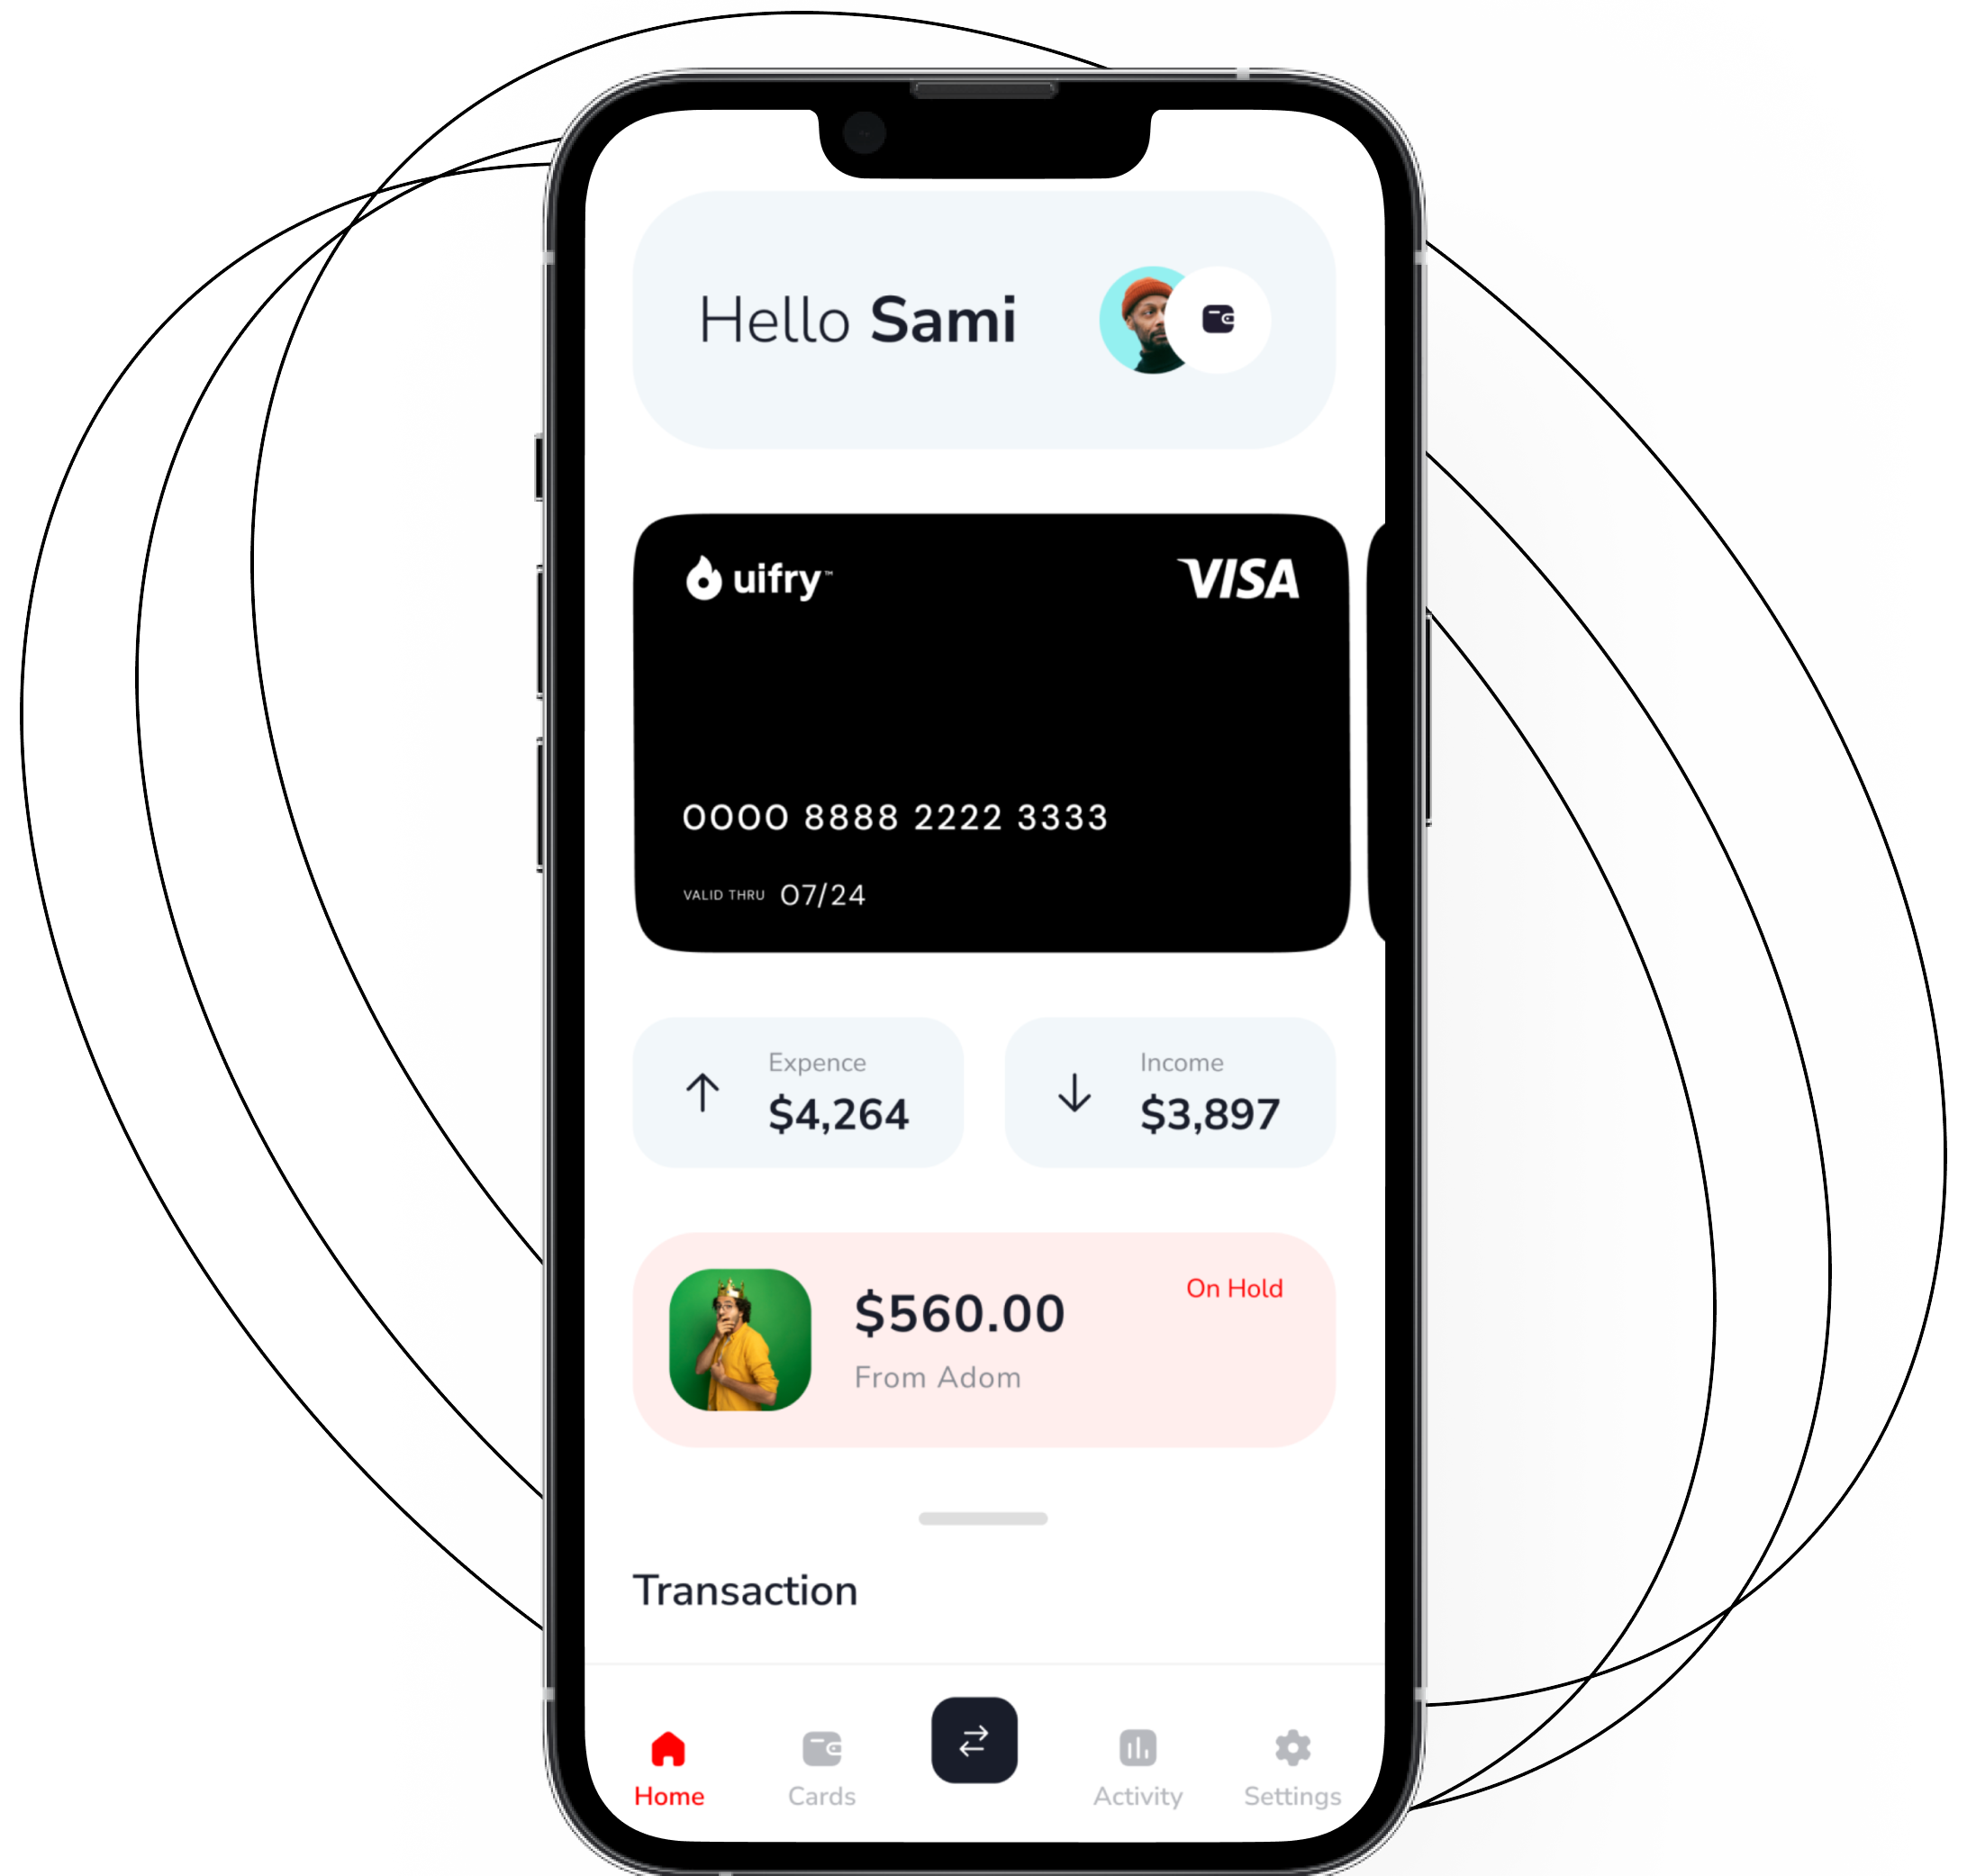 Hello Sami
uifry™
VISA
0000 8888 2222 3333
VALID THRU 07/24
Expence
$4,264
Income
$3,897
$560.00
On Hold
From Adom
Transaction
Home
Cards
Activity
Settings